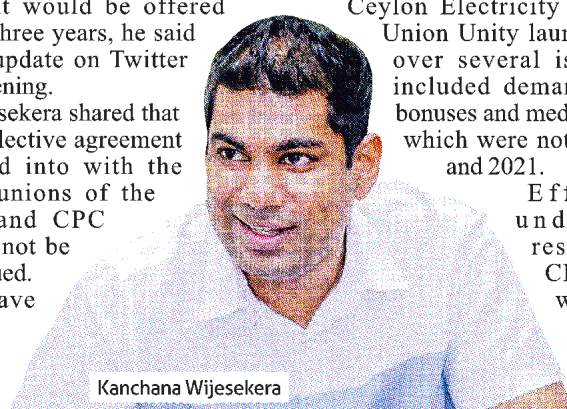 t would be offered
three years, he said
update on Twitter
ening.
sekera shared that
lective agreement
d into with the
unions of the
and CPC
not be
ued.
ave
Ceylon Electricity
Union Unity laun
over several is
included deman
bonuses and med
which were not
and 2021.
Eff
und
res
CE
w
Kanchana Wijesekera